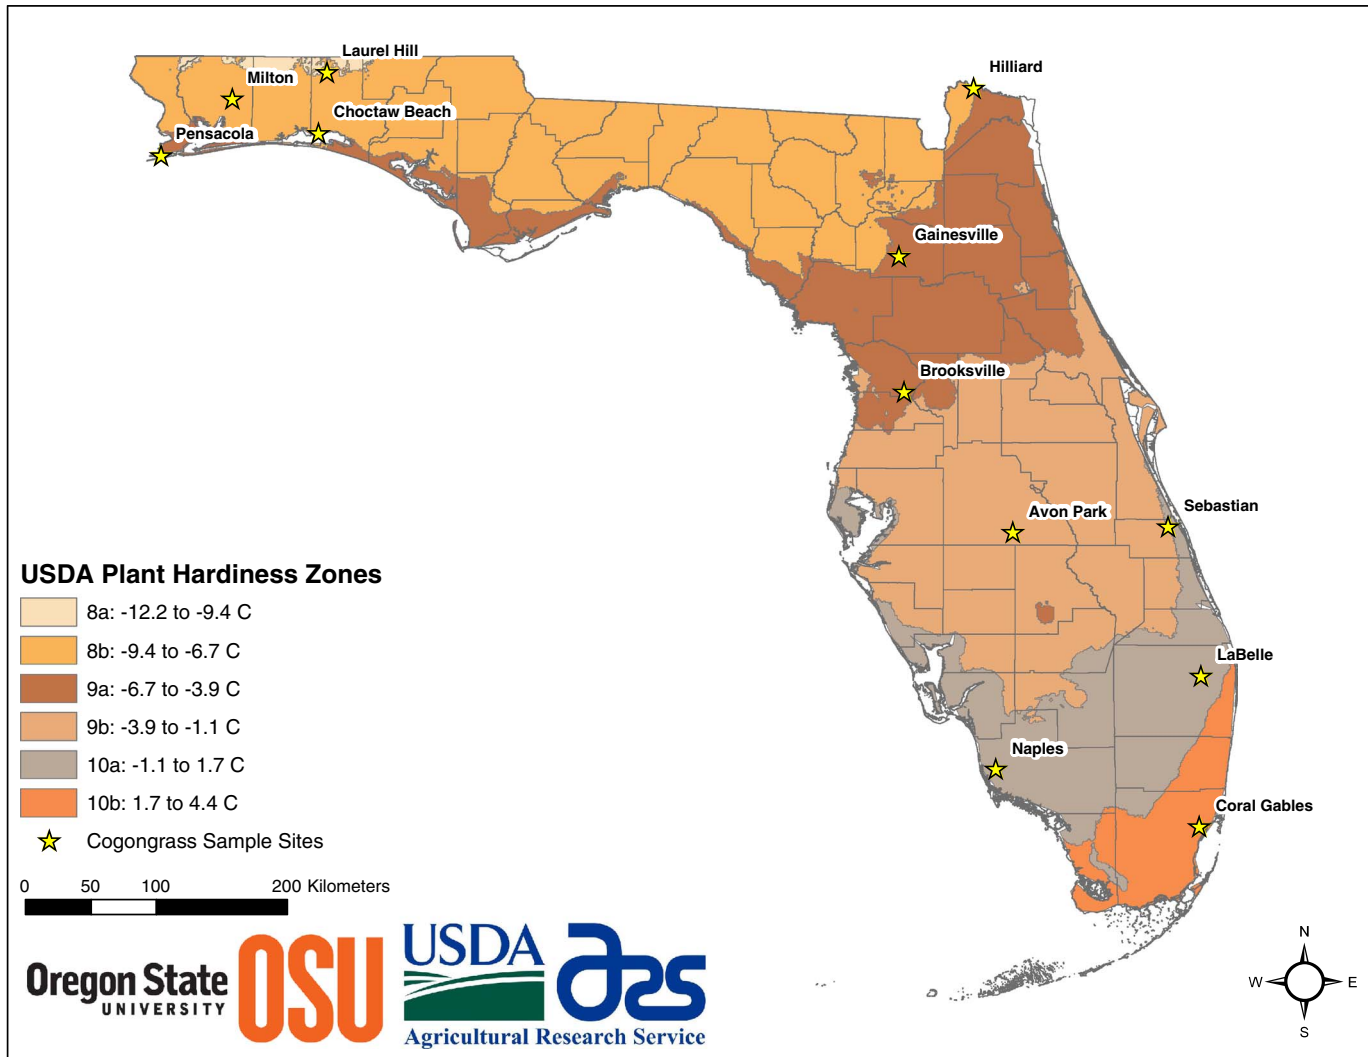 Laurel Hill
Milton
Hilliard
Choctaw Beach
Pensacola
Gainesville
Brooksville
Avon Park
Sebastian
LaBelle
Naples
Coral Gables
USDA Plant Hardiness Zones
8a: -12.2 to -9.4 C
8b: -9.4 to -6.7 C
9a: -6.7 to -3.9 C
9b: -3.9 to -1.1 C
10a: -1.1 to 1.7 C
10b: 1.7 to 4.4 C
Cogongrass Sample Sites
0 50 100 200 Kilometers
Oregon State
UNIVERSITY
OSU
USDA
ars
Agricultural Research Service
N
W E
S